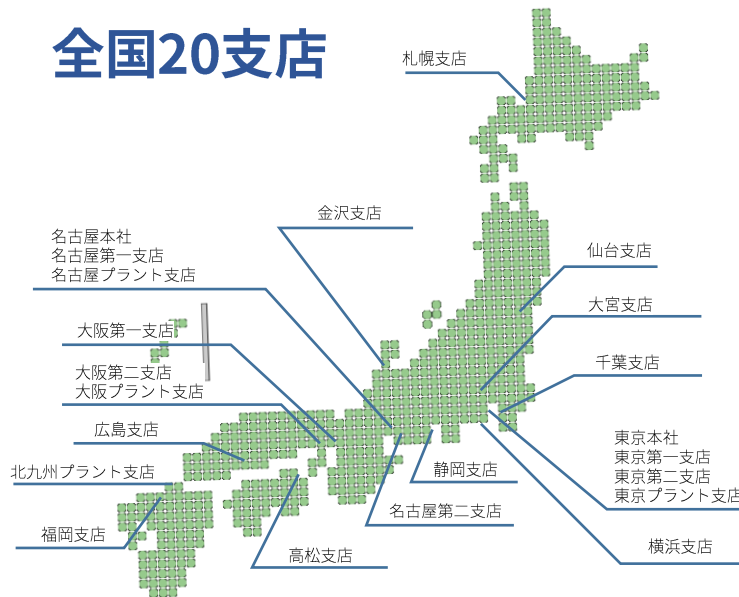 全国20支店
札幌支店
金沢支店
名古屋本社
名古屋第一支店
名古屋プラント支店
仙台支店
大宮支店
大阪第一支店
千葉支店
大阪第二支店
大阪プラント支店
広島支店
東京本社
東京第一支店
東京第二支店
東京プラント支店
北九州プラント支店
静岡支店
名古屋第二支店
福岡支店
高松支店
横浜支店